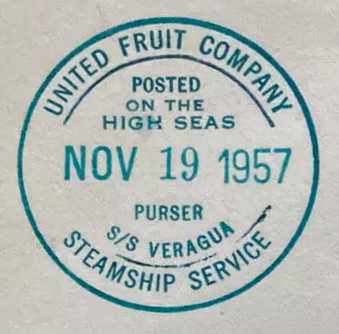 UNITED FRUIT COMPANY
POSTED
ON THE
HIGH SEAS
NOV 19 1957
PURSER
S/S VERAGUA
STEAMSHIP SERVICE